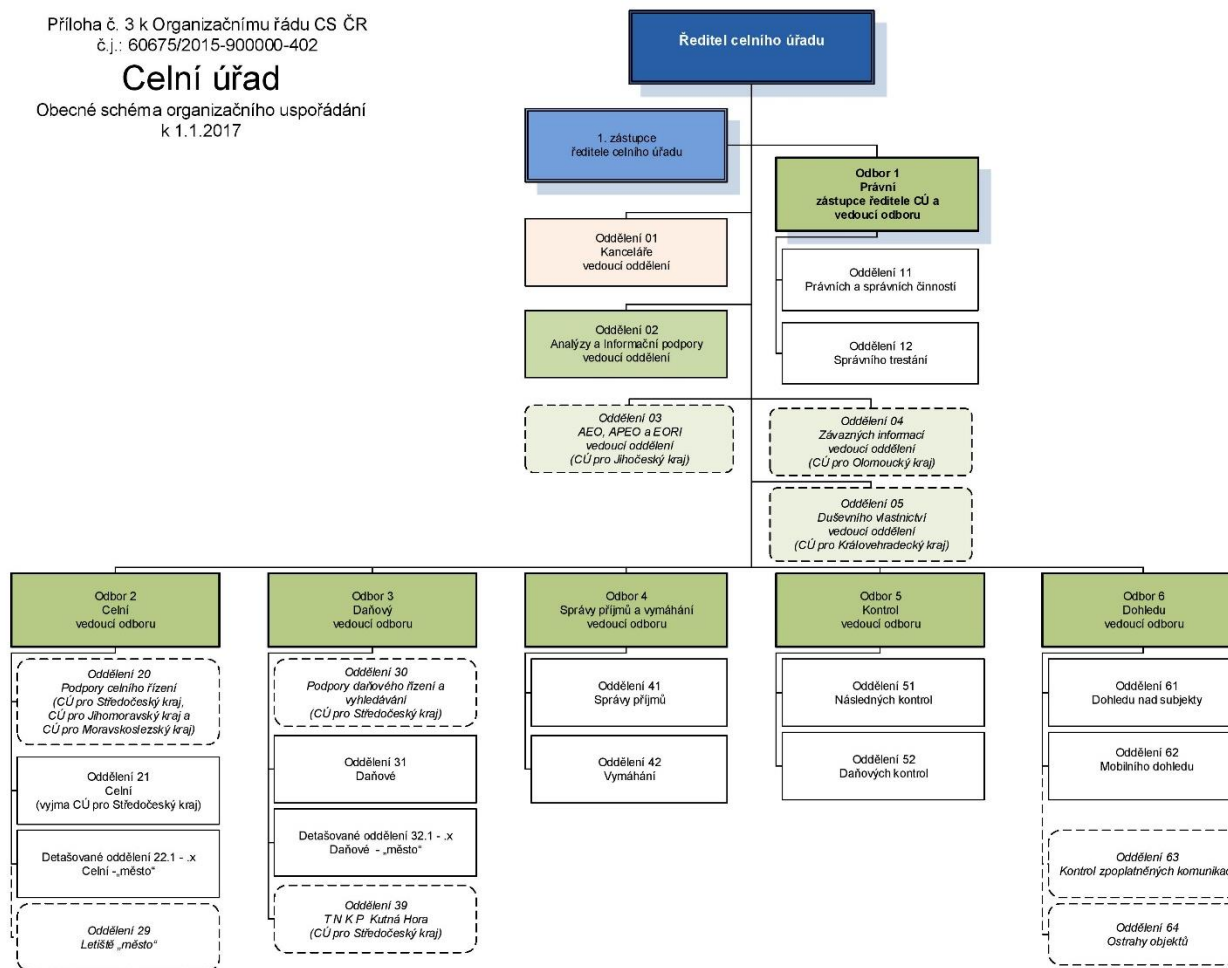 Příloha č. 3 k Organizačnímu řádu CS ČR
č.j.: 60675/2015-900000-402
Celní úřad
Obecné schéma organizačního uspořádání
k 1.1.2017
Ředitel celního úřadu
1. zástupce
ředitele celního úřadu
Odbor 1
Právní
zástupce ředitele CÚ a
vedoucí odboru
Oddělení 01
Kanceláře
vedoucí oddělení
Oddělení 11
Právních a správních činností
Oddělení 02
Analýzy a Informační podpory
vedoucí oddělení
Oddělení 12
Správního trestání
Oddělení 03
AEO, APEO a EORI
vedoucí oddělení
(CÚ pro Jihočeský kraj)
Oddělení 04
Závazných informací
vedoucí oddělení
(CÚ pro Olomoucký kraj)
Oddělení 05
Duševního vlastnictví
vedoucí oddělení
(CÚ pro Královehradecký kraj)
Odbor 2
Celní
vedoucí odboru
Odbor 3
Daňový
vedoucí odboru
Odbor 4
Správy příjmů a vymáhání
vedoucí odboru
Odbor 5
Kontrol
vedoucí odboru
Odbor 6
Dohledu
vedoucí odboru
Oddělení 20
Podpory celního řízení
(CÚ pro Středočeský kraj,
CÚ pro Jihomoravský kraj a
CÚ pro Moravskoslezský kraj)
Oddělení 30
Podpory daňového řízení a
vyhledávání
(CÚ pro Středočeský kraj)
Oddělení 41
Správy příjmů
Oddělení 51
Následných kontrol
Oddělení 61
Dohledu nad subjekty
Oddělení 21
Celní
(vyjma CÚ pro Středočeský kraj)
Oddělení 31
Daňové
Oddělení 42
Vymáhání
Oddělení 52
Daňových kontrol
Oddělení 62
Mobilního dohledu
Detašované oddělení 22.1 - .x
Celní -„město“
Detašované oddělení 32.1 - .x
Daňové - „město“
Oddělení 63
Kontrol zpoplatněných komunikac
Oddělení 29
Letiště „město“
Oddělení 39
T N K P Kutná Hora
(CÚ pro Středočeský kraj)
Oddělení 64
Ostrahy objektů